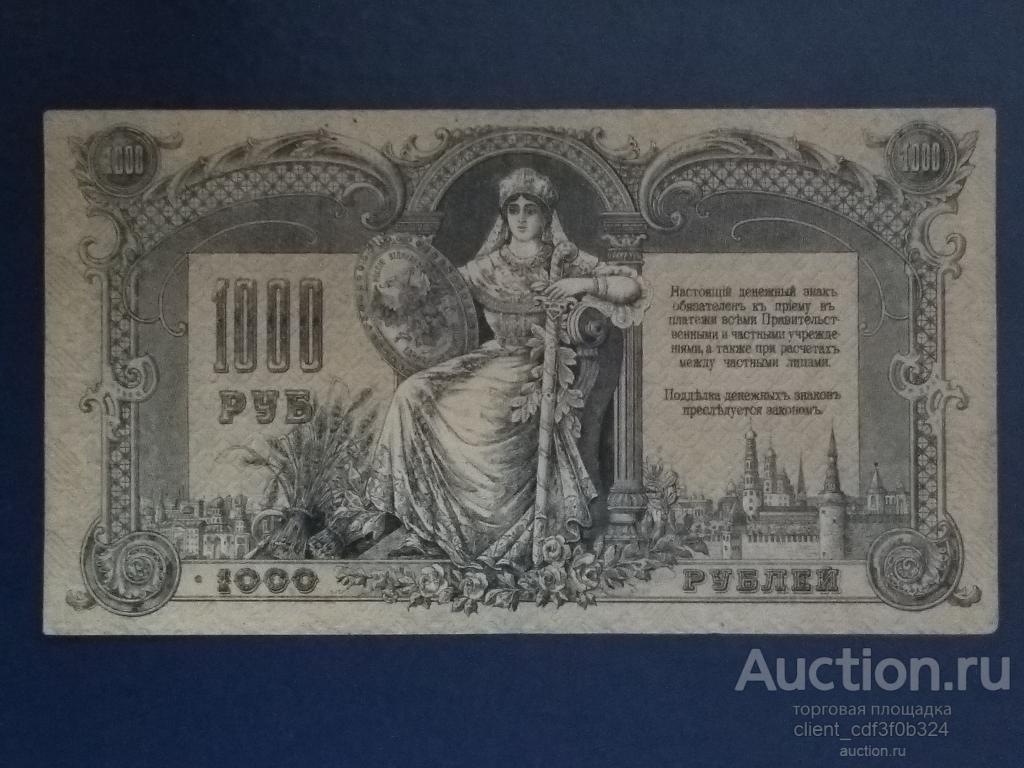 1000
1000
1000
РУБ
Настоящій денежный знакъ
обязателенъ къ пріему въ
платежи всѣми Правительст-
венными и частными учрежде-
ніями, а также при расчетахъ
между частными лицами.
Поддѣлка денежныхъ знаковъ
преслѣдуется закономъ.
1000
РУБЛЕЙ
Auction.ru
торговая площадка
client_cdf3f0b324
auction.ru